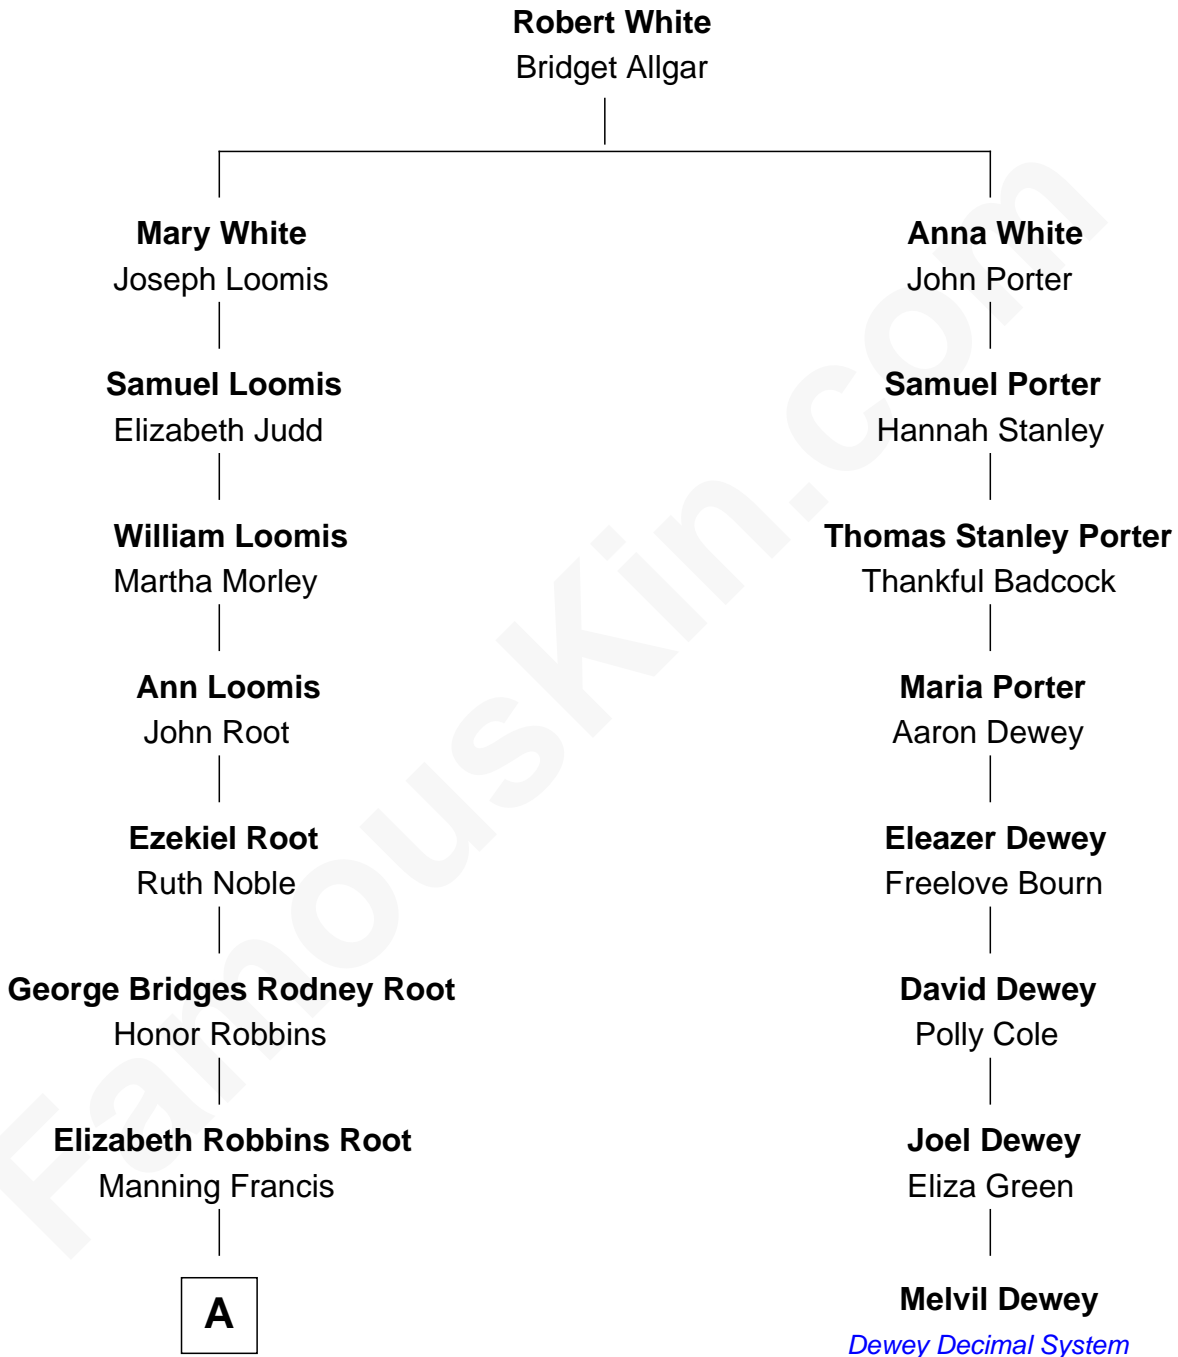 Robert White
Bridget Allgar
Mary White
Joseph Loomis
Anna White
John Porter
Samuel Loomis
Elizabeth Judd
Samuel Porter
Hannah Stanley
William Loomis
Martha Morley
Thomas Stanley Porter
Thankful Badcock
Ann Loomis
John Root
Maria Porter
Aaron Dewey
Ezekiel Root
Ruth Noble
Eleazer Dewey
Freelove Bourn
George Bridges Rodney Root
Honor Robbins
David Dewey
Polly Cole
Elizabeth Robbins Root
Manning Francis
Joel Dewey
Eliza Green
A
Melvil Dewey
Dewey Decimal System
FamousKin.com